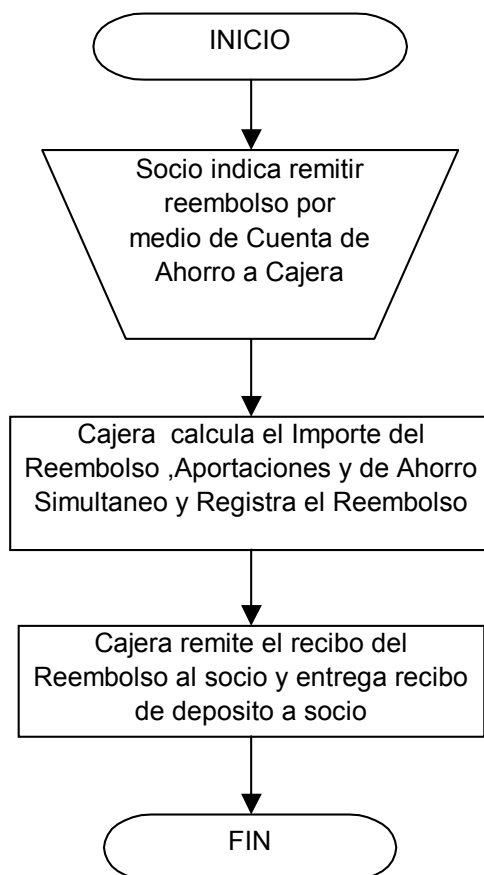 INICIO
Socio indica remitir
reembolso por
medio de Cuenta de
Ahorro a Cajera
Cajera calcula el Importe del
Reembolso ,Aportaciones y de Ahorro
Simultaneo y Registra el Reembolso
Cajera remite el recibo del
Reembolso al socio y entrega recibo
de deposito a socio
FIN